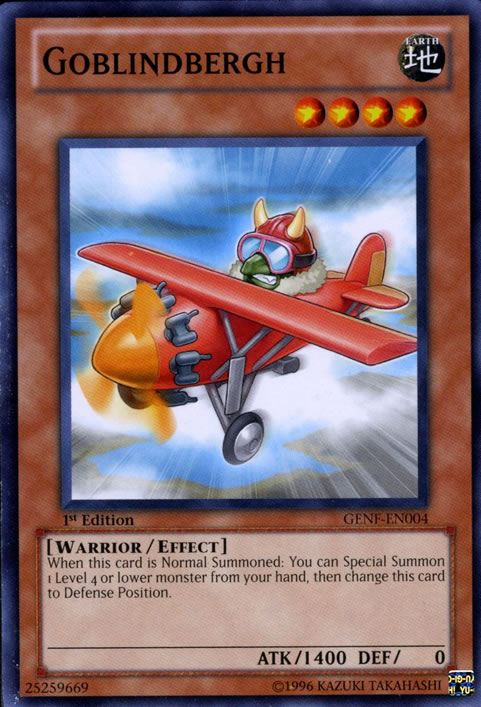 GOBLINDBERGH
EARTH
地
1st Edition
GENF-EN004
[WARRIOR / EFFECT]
When this card is Normal Summoned: You can Special Summon
1 Level 4 or lower monster from your hand, then change this card
to Defense Position.
ATK/1400 DEF/ 0
25259669
©1996 KAZUKI TAKAHASHI